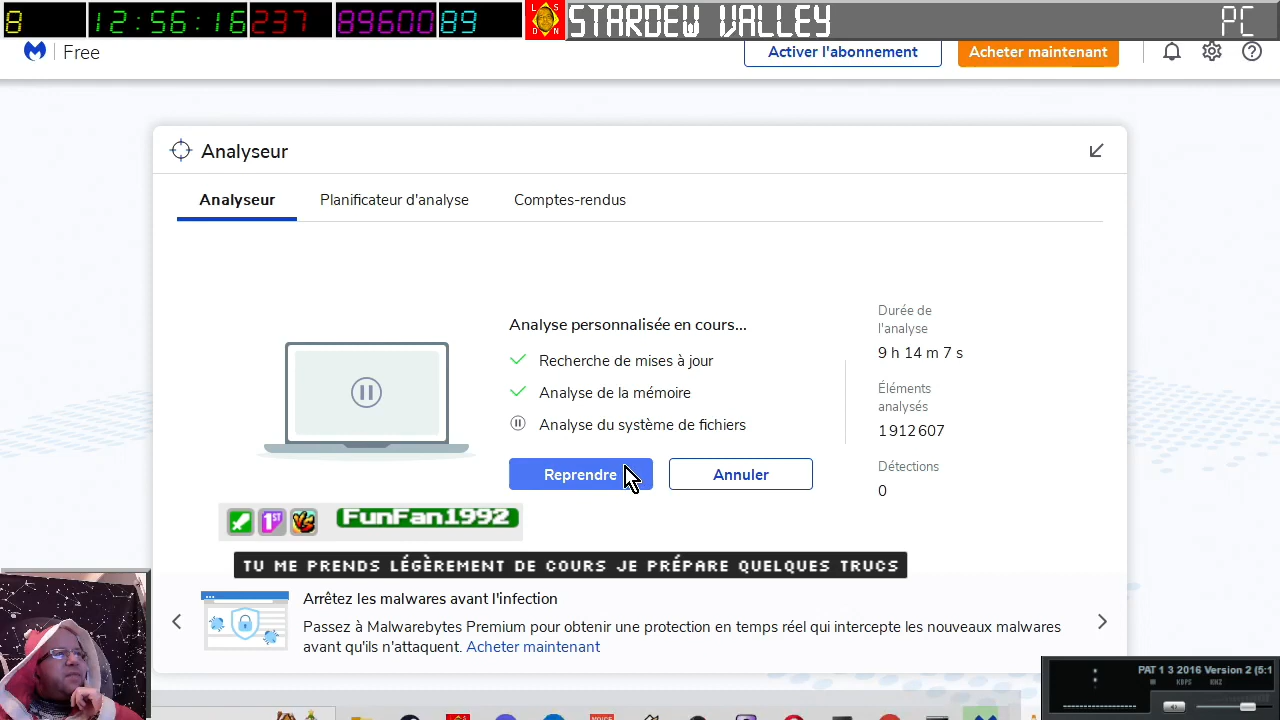 8 12:56:16 237 89600 89 STARDEW VALLEY PC
Free
Activer l'abonnement
Acheter maintenant
Analyseur
Analyseur Planificateur d'analyse Comptes-rendus
Analyse personnalisée en cours...
Recherche de mises à jour
Analyse de la mémoire
Analyse du système de fichiers
Reprendre Annuler
Durée de
l'analyse
9 h 14 m 7 s
Éléments
analysés
1 912 607
Détections
0
1ST FunFan1992
TU ME PRENDS LÉGÈREMENT DE COURS JE PRÉPARE QUELQUES TRUCS
Arrêtez les malwares avant l'infection
Passez à Malwarebytes Premium pour obtenir une protection en temps réel qui intercepte les nouveaux malwares
avant qu'ils n'attaquent. Acheter maintenant
PAT 1 3 2016 Version 2 (5:1
KBPS KHZ